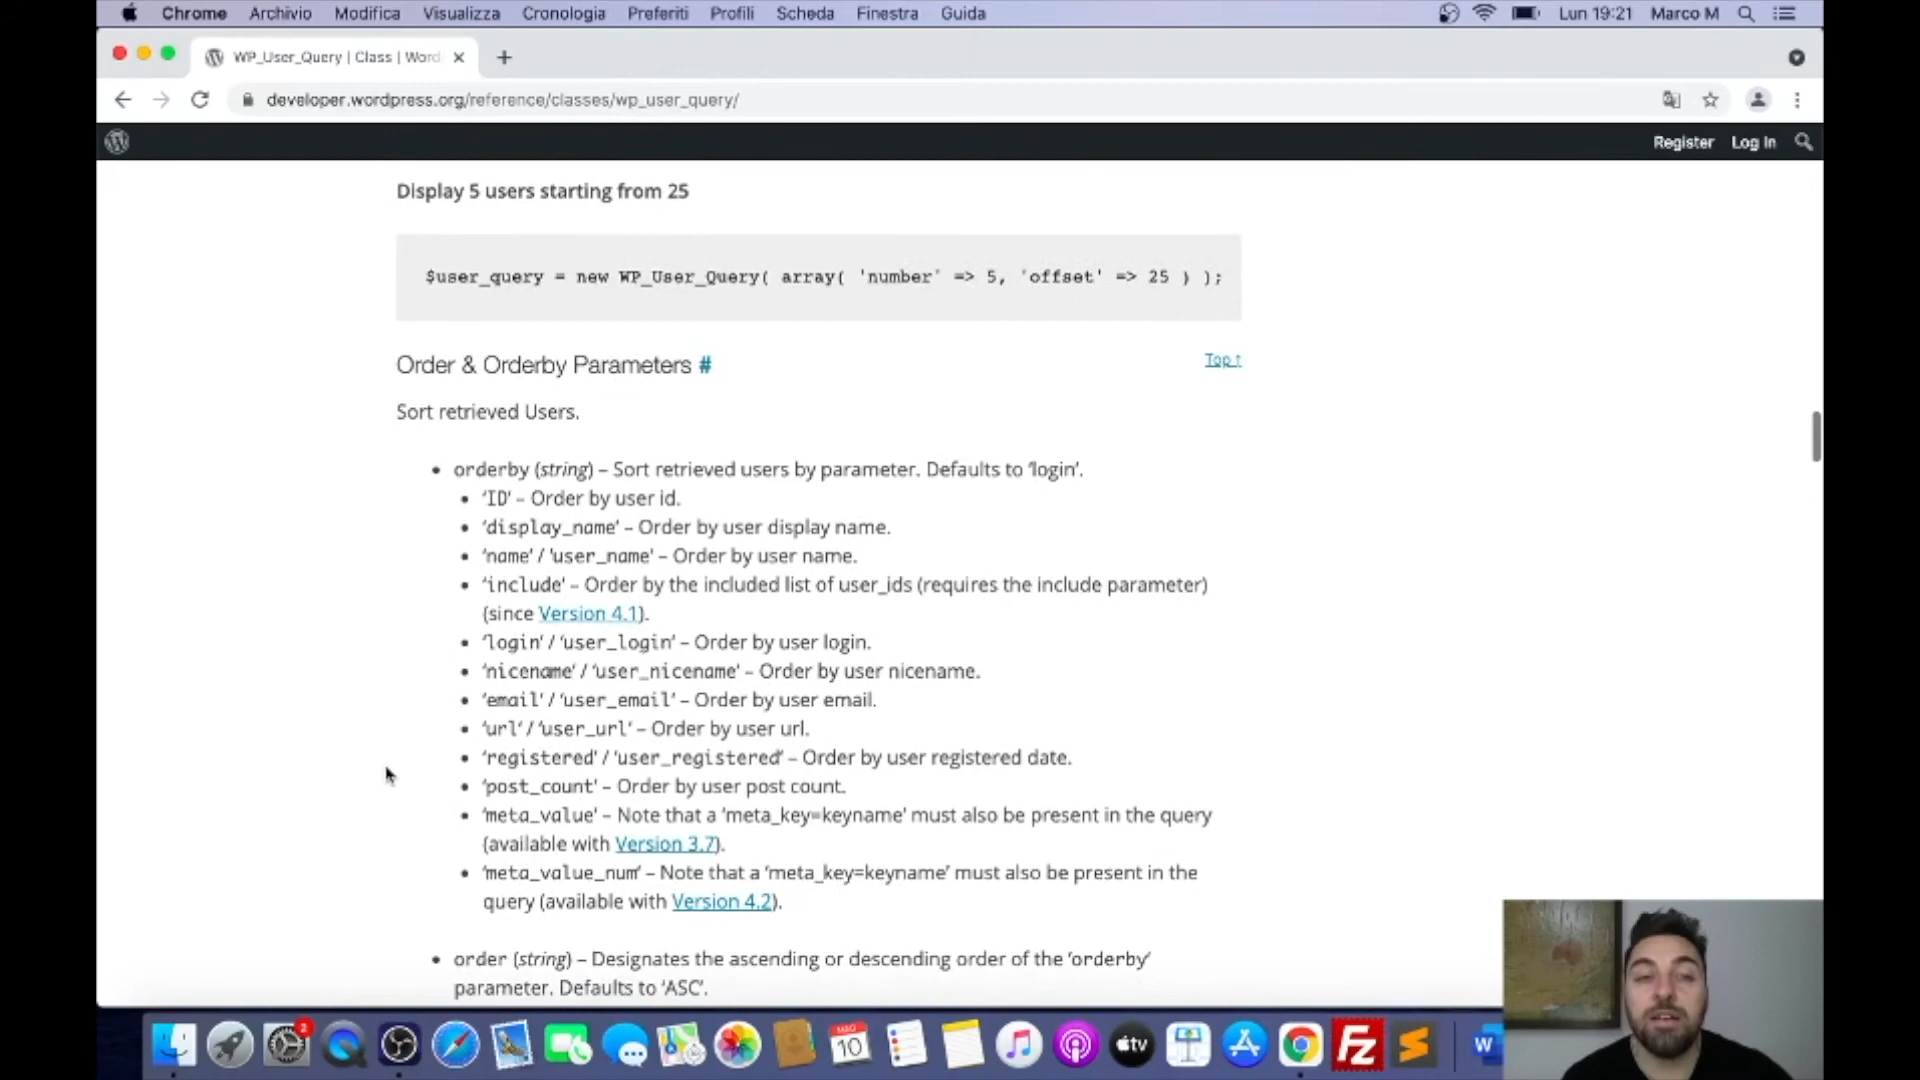 Chrome Archivio Modifica Visualizza Cronologia Preferiti Profili Scheda Finestra Guida Lun 19:21 Marco M
WP_User_Query | Class | Word
developer.wordpress.org/reference/classes/wp_user_query/
Register Log In
Display 5 users starting from 25
$user_query = new WP_User_Query( array( 'number' => 5, 'offset' => 25 ) );
Order & Orderby Parameters #
Top ↑
Sort retrieved Users.
• orderby (string) – Sort retrieved users by parameter. Defaults to ‘login’.
• ‘ID’ – Order by user id.
• ‘display_name’ – Order by user display name.
• ‘name’ / ‘user_name’ – Order by user name.
• ‘include’ – Order by the included list of user_ids (requires the include parameter)
(since Version 4.1).
• ‘login’ / ‘user_login’ – Order by user login.
• ‘nicename’ / ‘user_nicename’ – Order by user nicename.
• ‘email’ / ‘user_email’ – Order by user email.
• ‘url’ / ‘user_url’ – Order by user url.
• ‘registered’ / ‘user_registered’ – Order by user registered date.
• ‘post_count’ – Order by user post count.
• ‘meta_value’ – Note that a ‘meta_key=keyname’ must also be present in the query
(available with Version 3.7).
• ‘meta_value_num’ – Note that a ‘meta_key=keyname’ must also be present in the
query (available with Version 4.2).
• order (string) – Designates the ascending or descending order of the ‘orderby’
parameter. Defaults to ‘ASC’.
2
MAG
10
tv
FZ
W